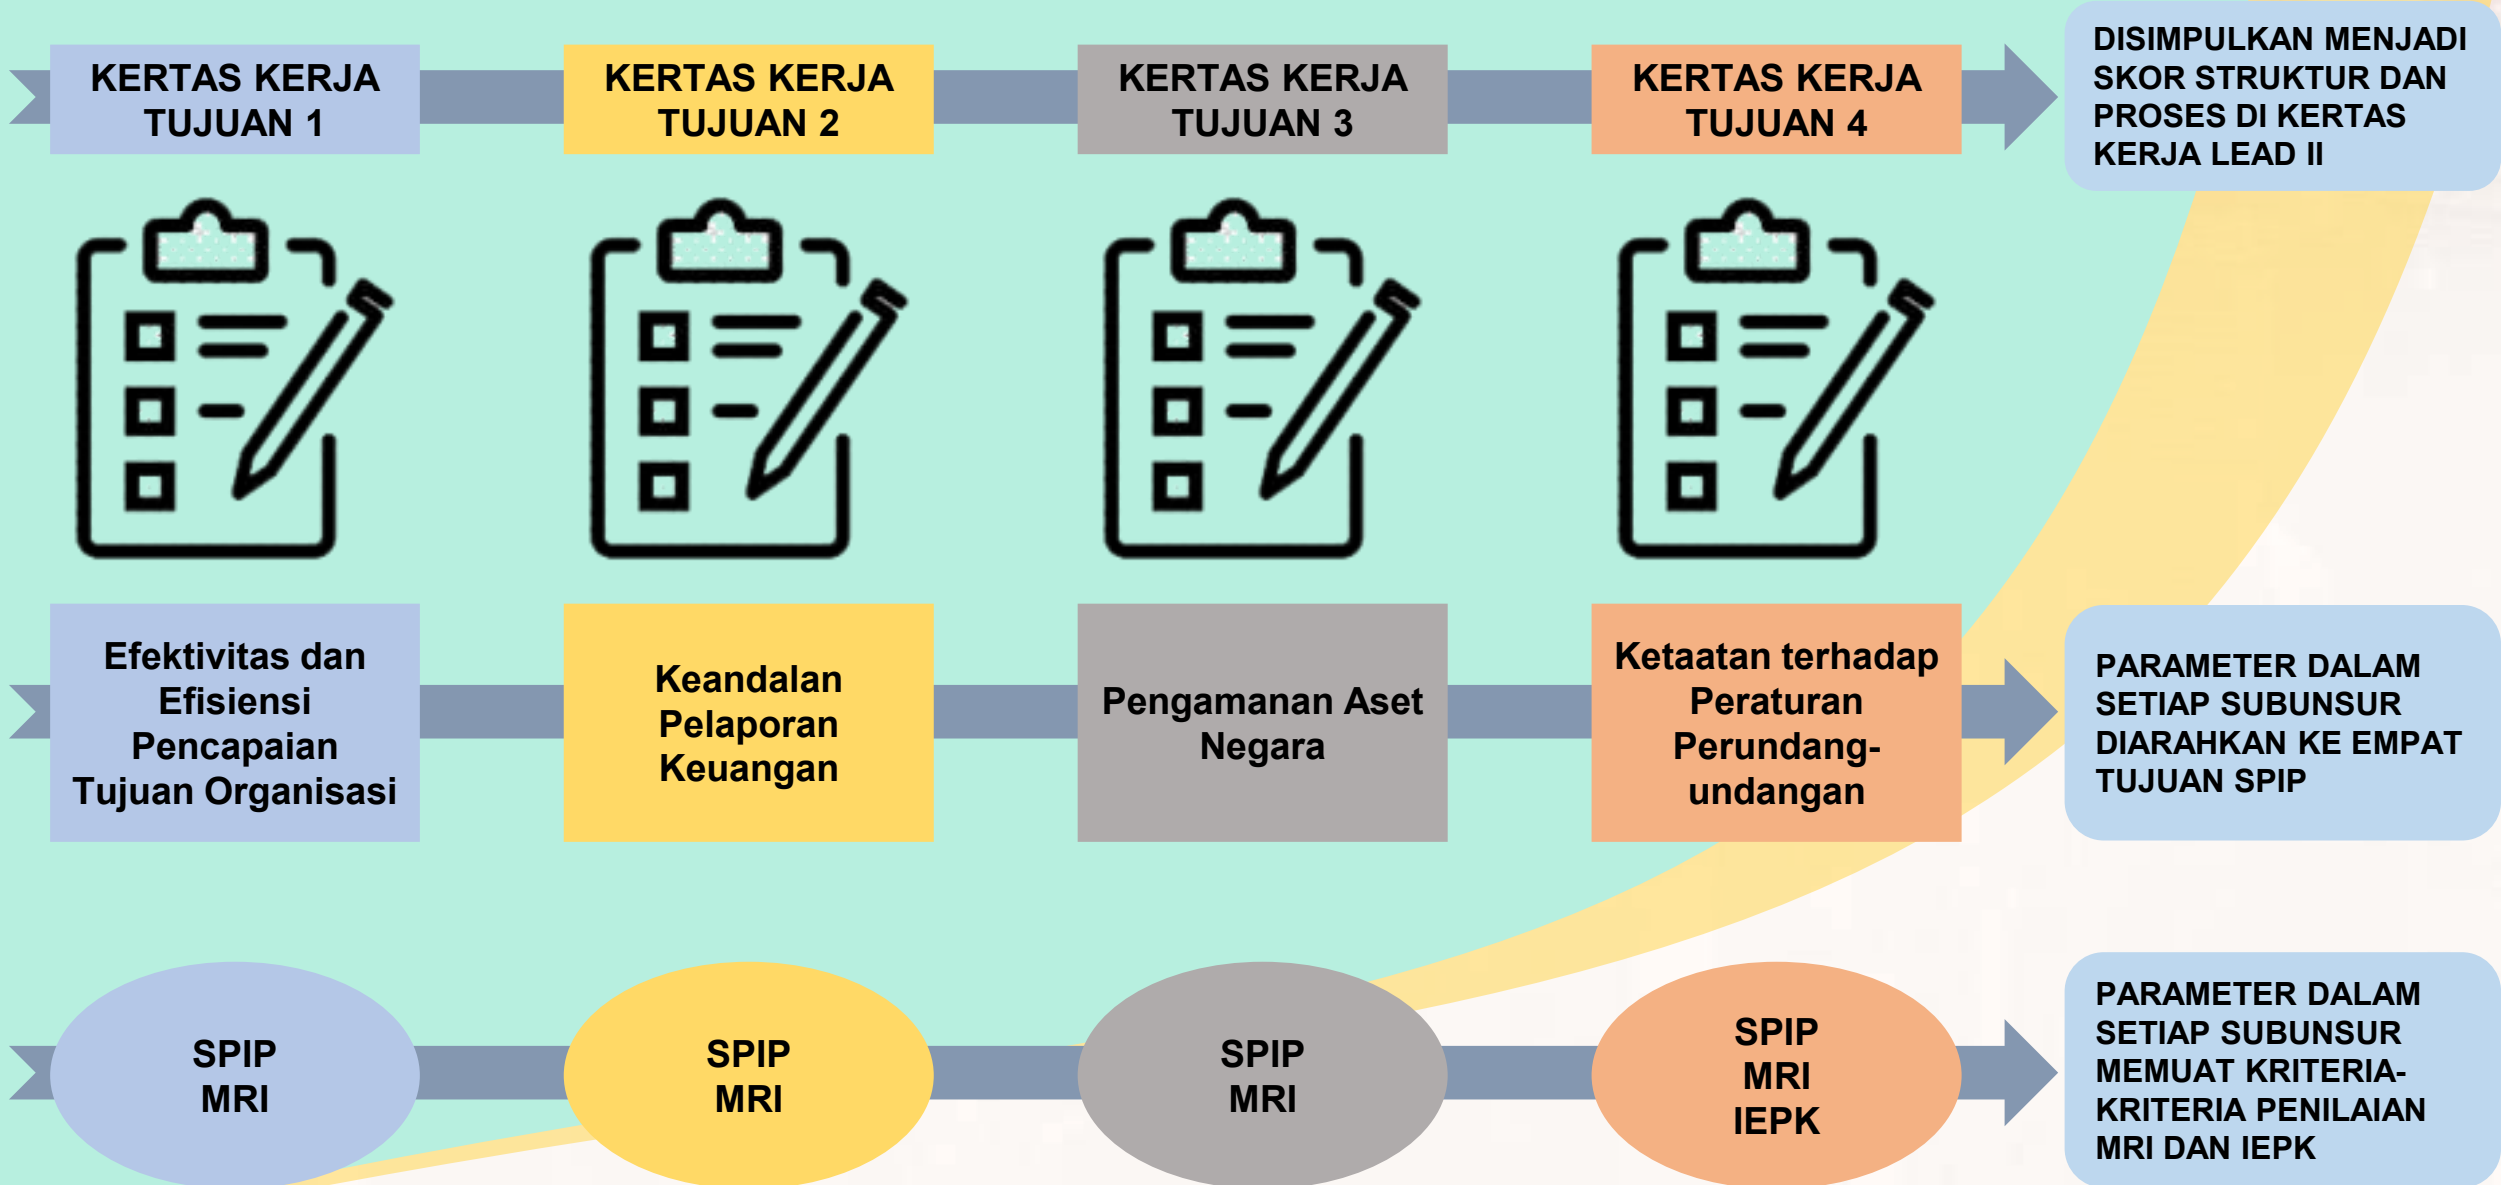 KERTAS KERJA
TUJUAN 1
KERTAS KERJA
TUJUAN 2
KERTAS KERJA
TUJUAN 3
KERTAS KERJA
TUJUAN 4
DISIMPULKAN MENJADI
SKOR STRUKTUR DAN
PROSES DI KERTAS
KERJA LEAD II
Efektivitas dan
Efisiensi
Pencapaian
Tujuan Organisasi
Keandalan
Pelaporan
Keuangan
Pengamanan Aset
Negara
Ketaatan terhadap
Peraturan
Perundang-
undangan
PARAMETER DALAM
SETIAP SUBUNSUR
DIARAHKAN KE EMPAT
TUJUAN SPIP
SPIP
MRI
SPIP
MRI
SPIP
MRI
SPIP
MRI
IEPK
PARAMETER DALAM
SETIAP SUBUNSUR
MEMUAT KRITERIA-
KRITERIA PENILAIAN
MRI DAN IEPK